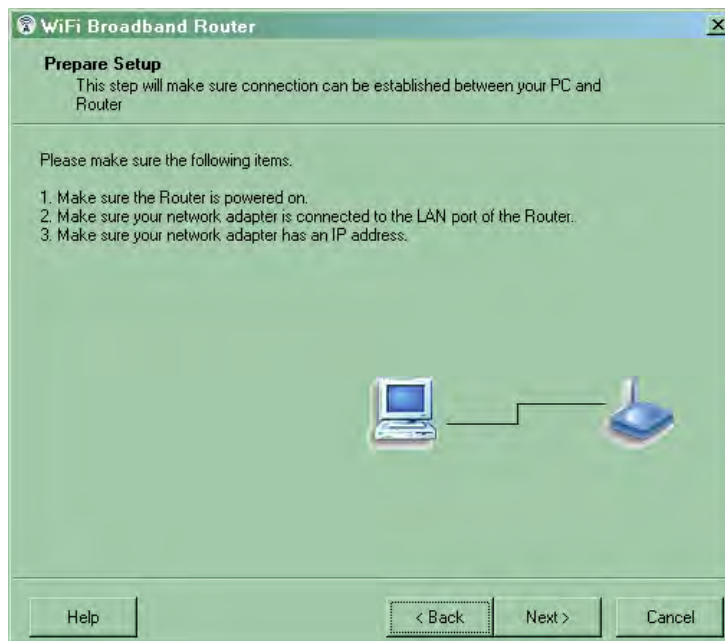 WiFi Broadband Router
Prepare Setup
This step will make sure connection can be established between your PC and
Router
Please make sure the following items.
1. Make sure the Router is powered on.
2. Make sure your network adapter is connected to the LAN port of the Router.
3. Make sure your network adapter has an IP address.
Help
< Back
Next >
Cancel